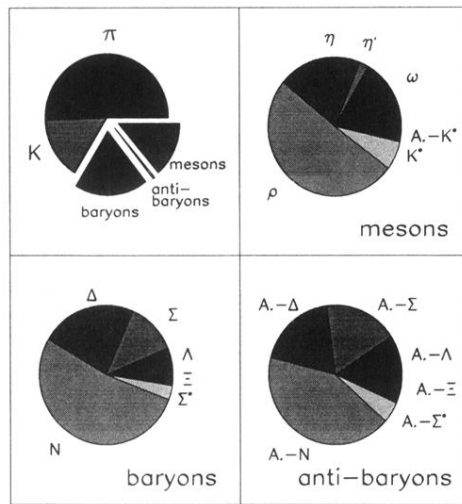 π
K
mesons
anti-
baryons
baryons
η
η'
ω
A.-K*
K*
ρ
mesons
Δ
Σ
Λ
Ξ
Σ*
N
baryons
A.-Δ
A.-Σ
A.-Λ
A.-Ξ
A.-Σ*
A.-N
anti-baryons